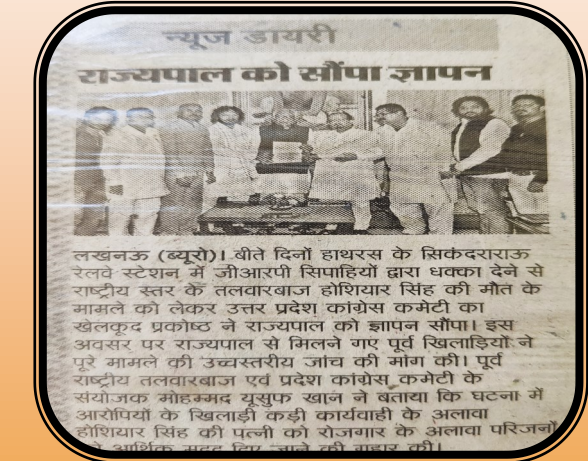 न्यूज डायरी
राज्यपाल को सौंपा ज्ञापन
लखनऊ (ब्यूरो)। बीते दिनों हाथरस के सिकंदराराऊ
रेलवे स्टेशन में जीआरपी सिपाहियों द्वारा धक्का देने से
राष्ट्रीय स्तर के तलवारबाज होशियार सिंह की मौत के
मामले को लेकर उत्तर प्रदेश कांग्रेस कमेटी का
खेलकूद प्रकोष्ठ ने राज्यपाल को ज्ञापन सौंपा। इस
अवसर पर राज्यपाल से मिलने गए पूर्व खिलाड़ियों ने
पूरे मामले की उच्चस्तरीय जांच की मांग की। पूर्व
राष्ट्रीय तलवारबाज एवं प्रदेश कांग्रेस कमेटी के
संयोजक मोहम्मद यूसुफ खान ने बताया कि घटना में
आरोपियों के खिलाड़ी कड़ी कार्यवाही के अलावा
होशियार सिंह की पत्नी को रोजगार के अलावा परिजनों
को आर्थिक मदद दिए जाने की गुहार की।